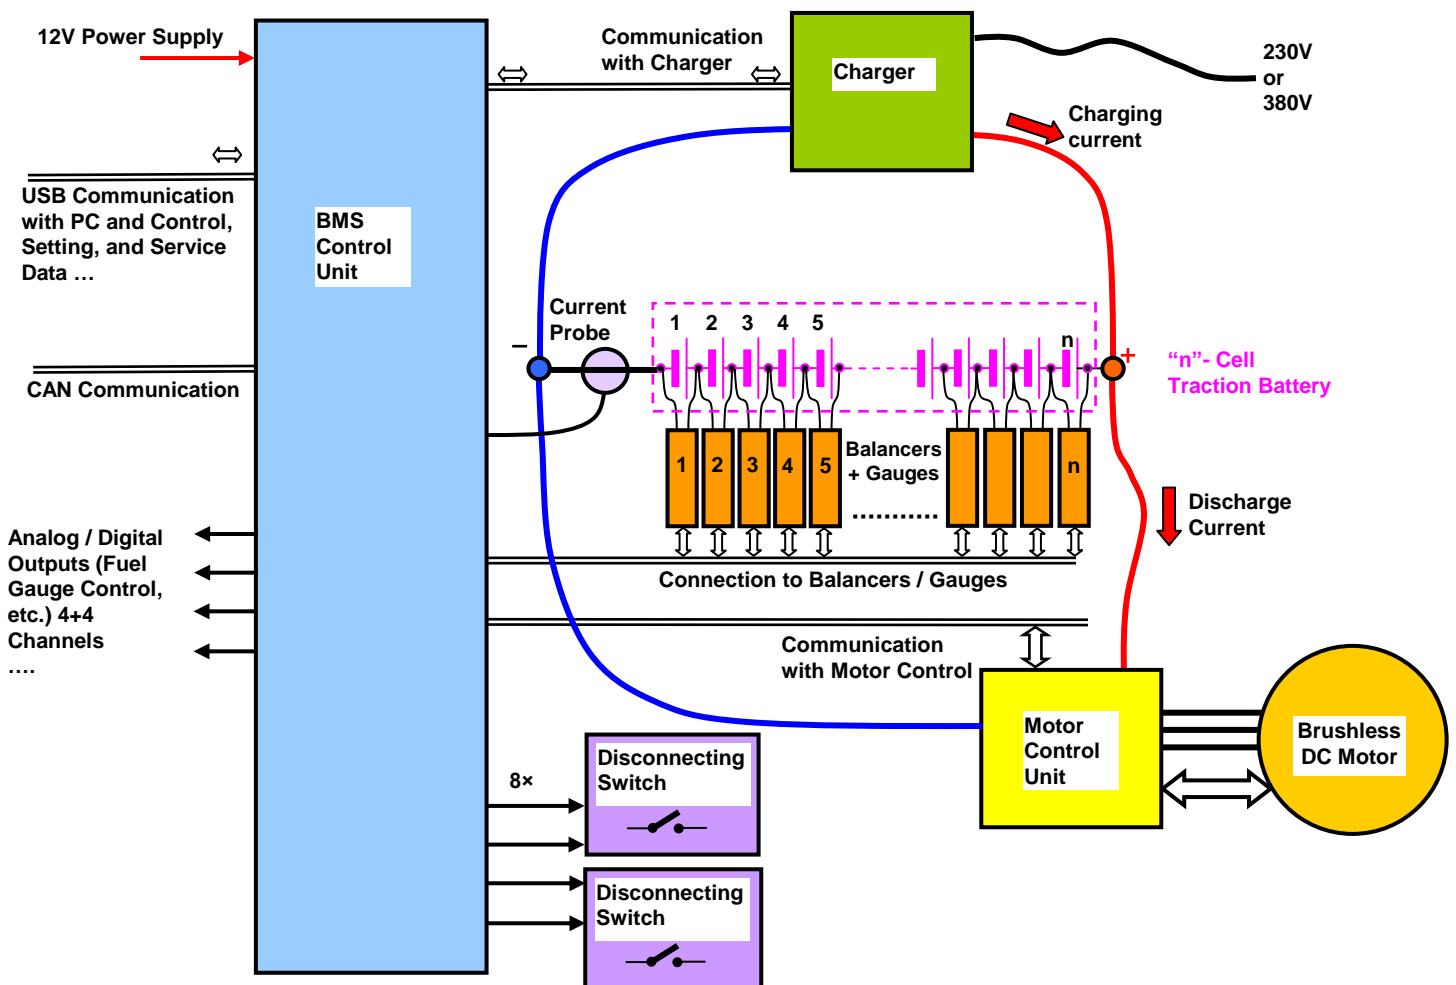 12V Power Supply
Communication
with Charger
Charger
230V
or
380V
Charging
current
USB Communication
with PC and Control,
Setting, and Service
Data …
BMS
Control
Unit
Current
Probe
–
1 2 3 4 5
n
+
"n"- Cell
Traction Battery
CAN Communication
1 2 3 4 5
Balancers
+ Gauges
...........
n
Discharge
Current
Analog / Digital
Outputs (Fuel
Gauge Control,
etc.) 4+4
Channels
….
Connection to Balancers / Gauges
Communication
with Motor Control
Motor
Control
Unit
Brushless
DC Motor
8×
Disconnecting
Switch
Disconnecting
Switch